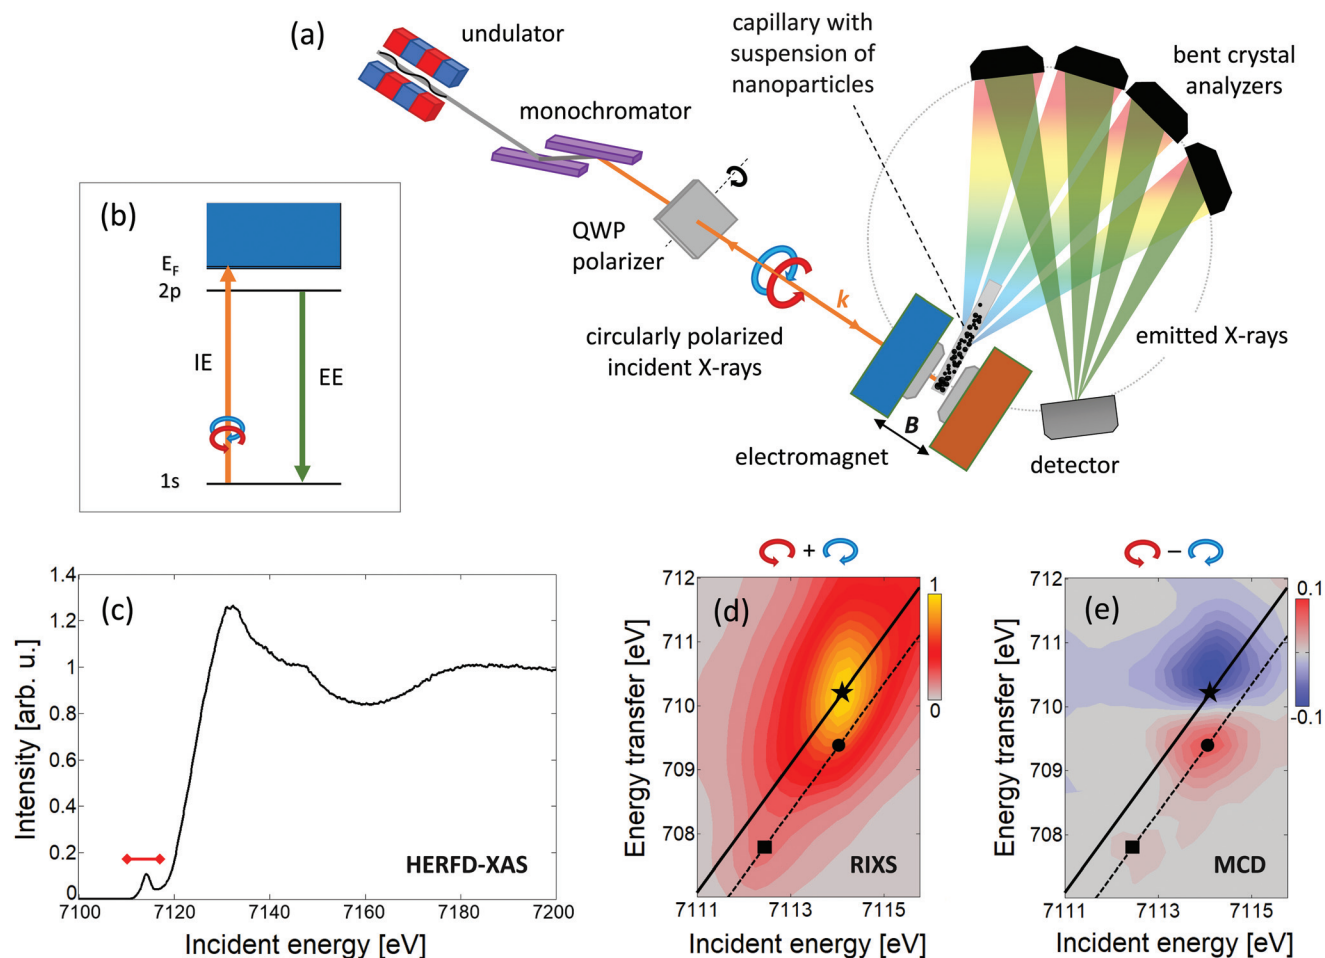 (a)
undulator
monochromator
QWP
polarizer
circularly polarized
incident X-rays
k
capillary with
suspension of
nanoparticles
bent crystal
analyzers
emitted X-rays
B
electromagnet
detector
(b)
E_F
2p
IE
EE
1s
(c)
1.4
1.2
1
0.8
0.6
0.4
0.2
0
7100
7120
7140
7160
7180
7200
Intensity [arb. u.]
Incident energy [eV]
HERFD-XAS
+
(d)
712
711
710
709
708
7111
7113
7115
Energy transfer [eV]
Incident energy [eV]
1
0
RIXS
−
(e)
712
711
710
709
708
7111
7113
7115
Energy transfer [eV]
Incident energy [eV]
0.1
-0.1
MCD